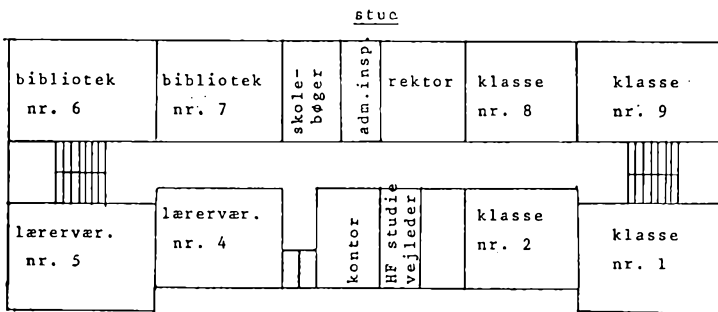 stuc
bibliotek
nr. 6
bibliotek
nr. 7
skole-
bøger
adm.insp.
rektor
klasse
nr. 8
klasse
nr. 9
lærervær.
nr. 5
lærervær.
nr. 4
kontor
HF studie
vejleder
klasse
nr. 2
klasse
nr. 1